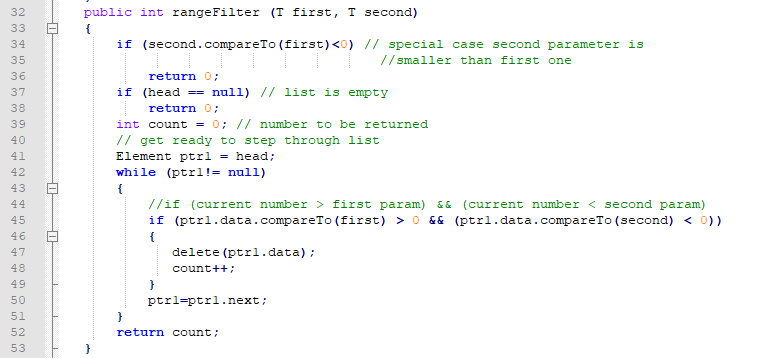 32 public int rangeFilter (T first, T second)
33 {
34 if (second.compareTo(first)<0) // special case second parameter is
35 //smaller than first one
36 return 0;
37 if (head == null) // list is empty
38 return 0;
39 int count = 0; // number to be returned
40 // get ready to step through list
41 Element ptr1 = head;
42 while (ptr1!= null)
43 {
44 //if (current number > first param) && (current number < second param)
45 if (ptr1.data.compareTo(first) > 0 && (ptr1.data.compareTo(second) < 0))
46 {
47 delete(ptr1.data);
48 count++;
49 }
50 ptr1=ptr1.next;
51 }
52 return count;
53 }